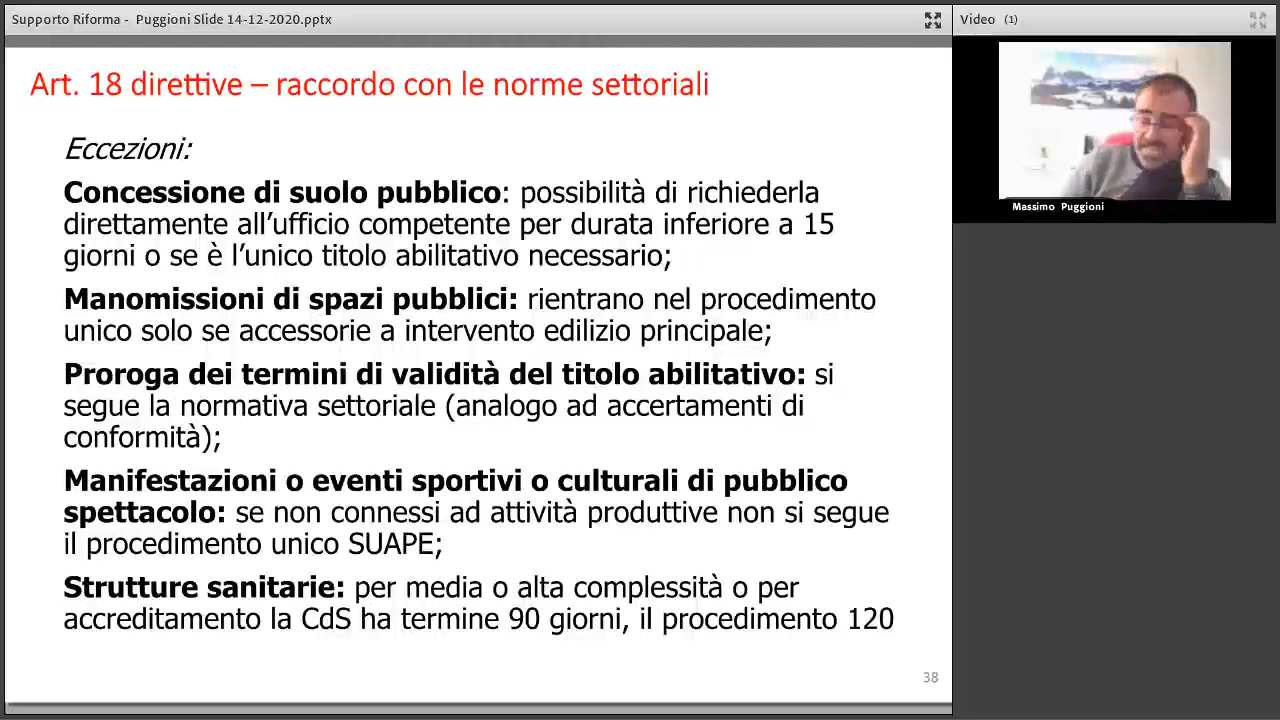 Supporto Riforma - Puggioni Slide 14-12-2020.pptx
Video (1)
Art. 18 direttive – raccordo con le norme settoriali
Eccezioni:
Concessione di suolo pubblico: possibilità di richiederla
direttamente all’ufficio competente per durata inferiore a 15
giorni o se è l’unico titolo abilitativo necessario;
Manomissioni di spazi pubblici: rientrano nel procedimento
unico solo se accessorie a intervento edilizio principale;
Proroga dei termini di validità del titolo abilitativo: si
segue la normativa settoriale (analogo ad accertamenti di
conformità);
Manifestazioni o eventi sportivi o culturali di pubblico
spettacolo: se non connessi ad attività produttive non si segue
il procedimento unico SUAPE;
Strutture sanitarie: per media o alta complessità o per
accreditamento la CdS ha termine 90 giorni, il procedimento 120
38
Massimo Puggioni